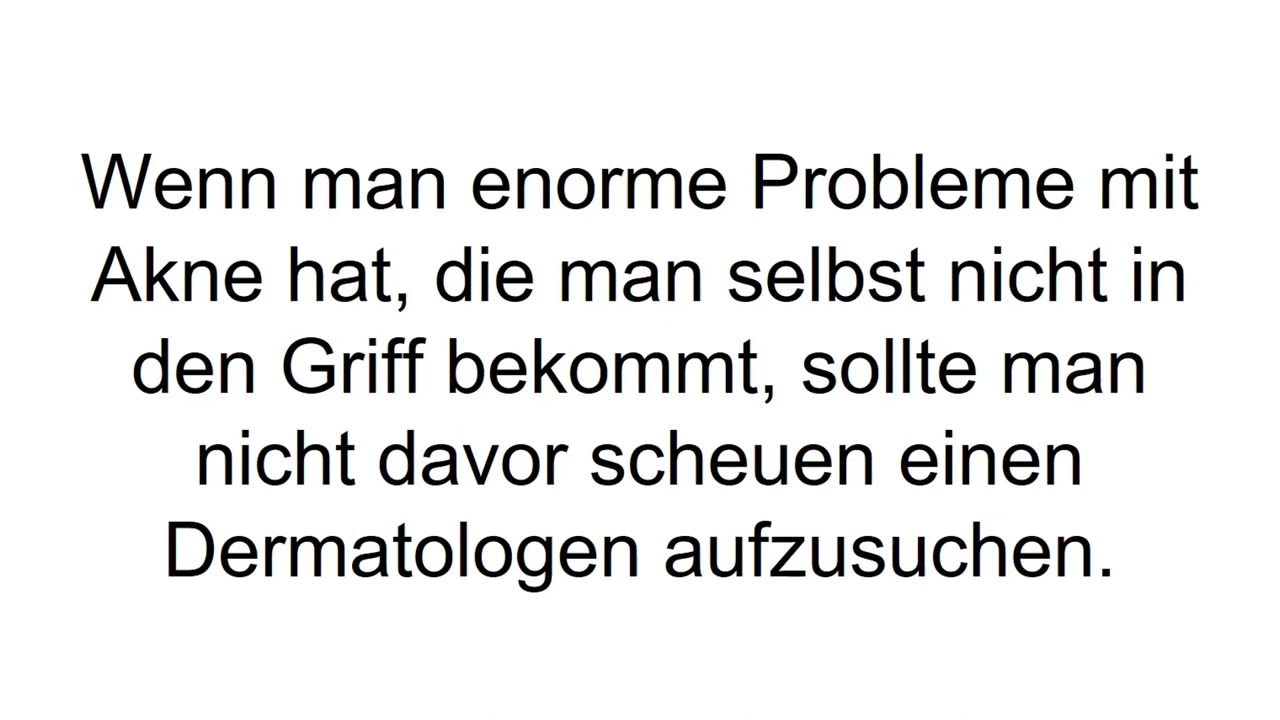 Wenn man enorme Probleme mit
Akne hat, die man selbst nicht in
den Griff bekommt, sollte man
nicht davor scheuen einen
Dermatologen aufzusuchen.